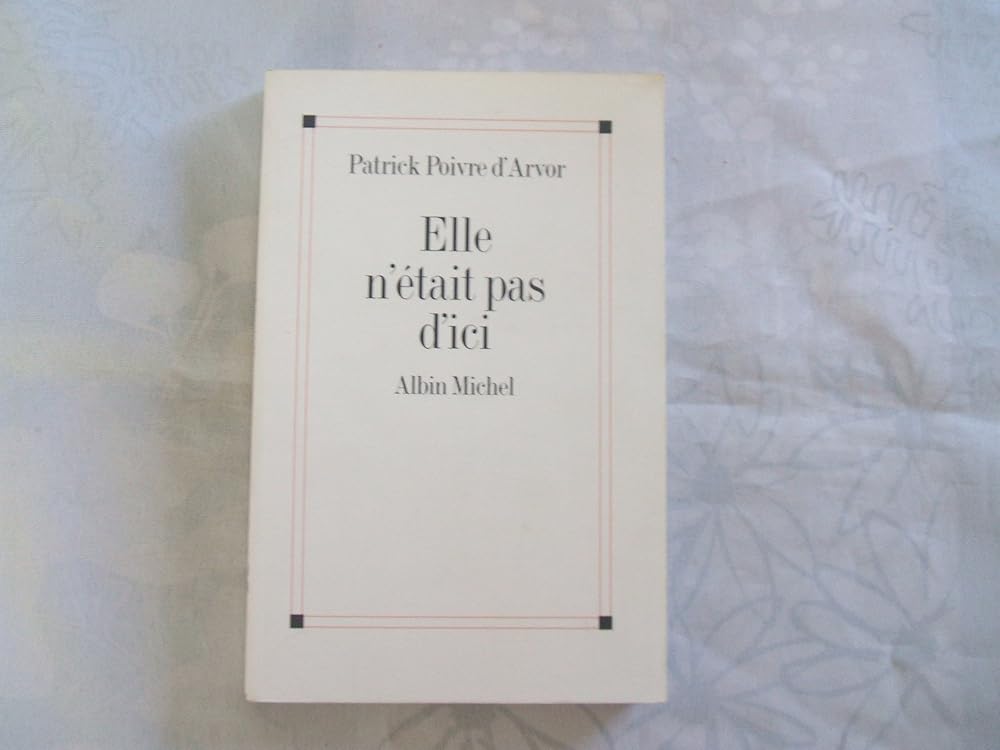 Patrick Poivre d'Arvor
Elle
n'était pas
d'ici
Albin Michel